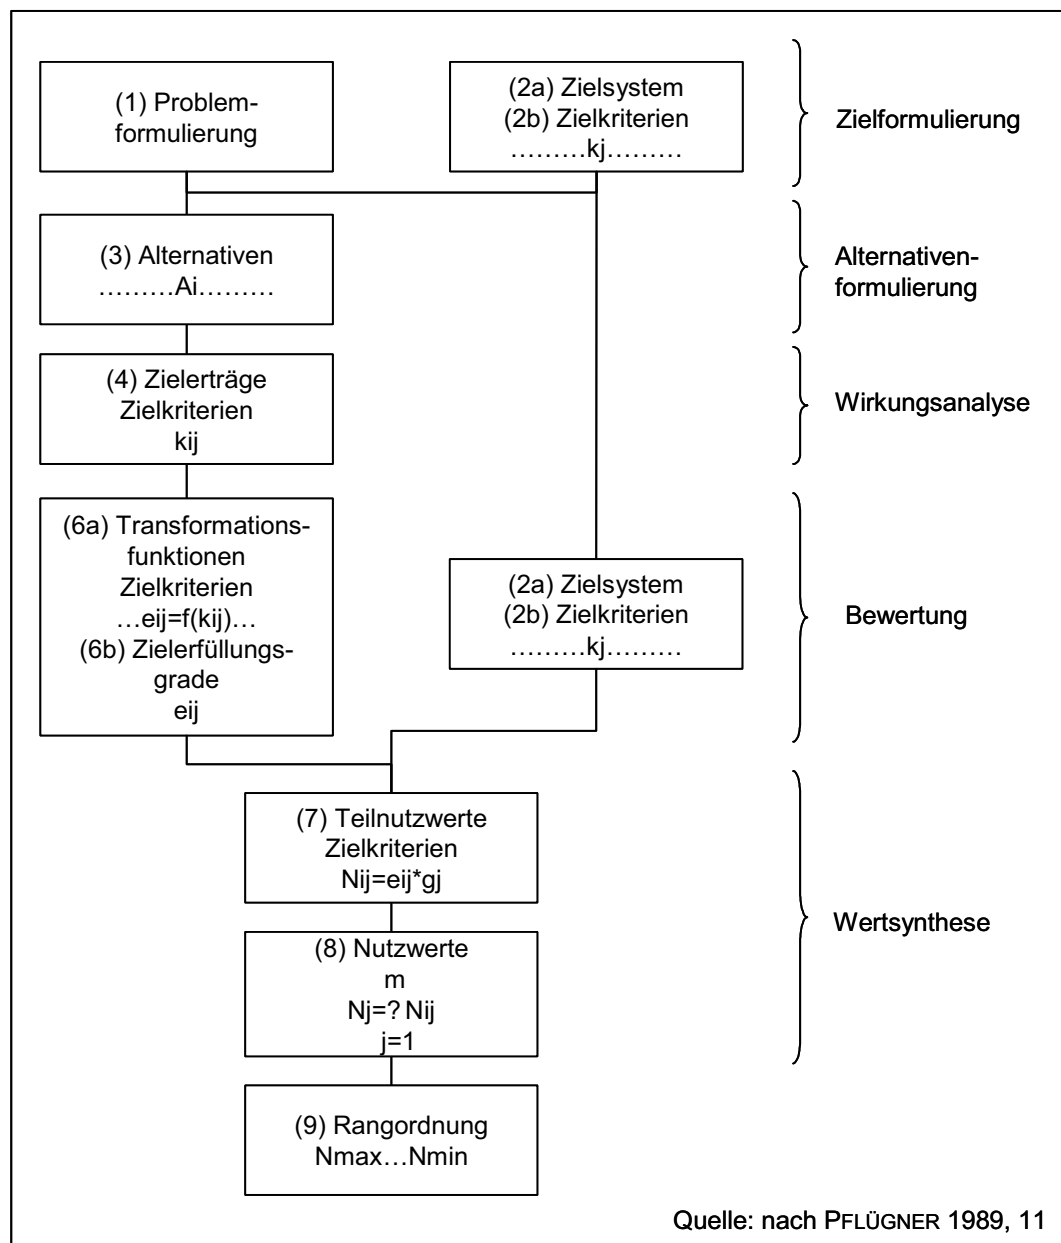 (1) Problem-
formulierung
(2a) Zielsystem
(2b) Zielkriterien
………kj………
Zielformulierung
(3) Alternativen
………Ai………
Alternativen-
formulierung
(4) Zielerträge
Zielkriterien
kij
Wirkungsanalyse
(6a) Transformations-
funktionen
Zielkriterien
…eij=f(kij)…
(6b) Zielerfüllungs-
grade
eij
(2a) Zielsystem
(2b) Zielkriterien
………kj………
Bewertung
(7) Teilnutzwerte
Zielkriterien
Nij=eij*gj
(8) Nutzwerte
m
Nj=? Nij
j=1
Wertsynthese
(9) Rangordnung
Nmax…Nmin
Quelle: nach PFLÜGNER 1989, 11